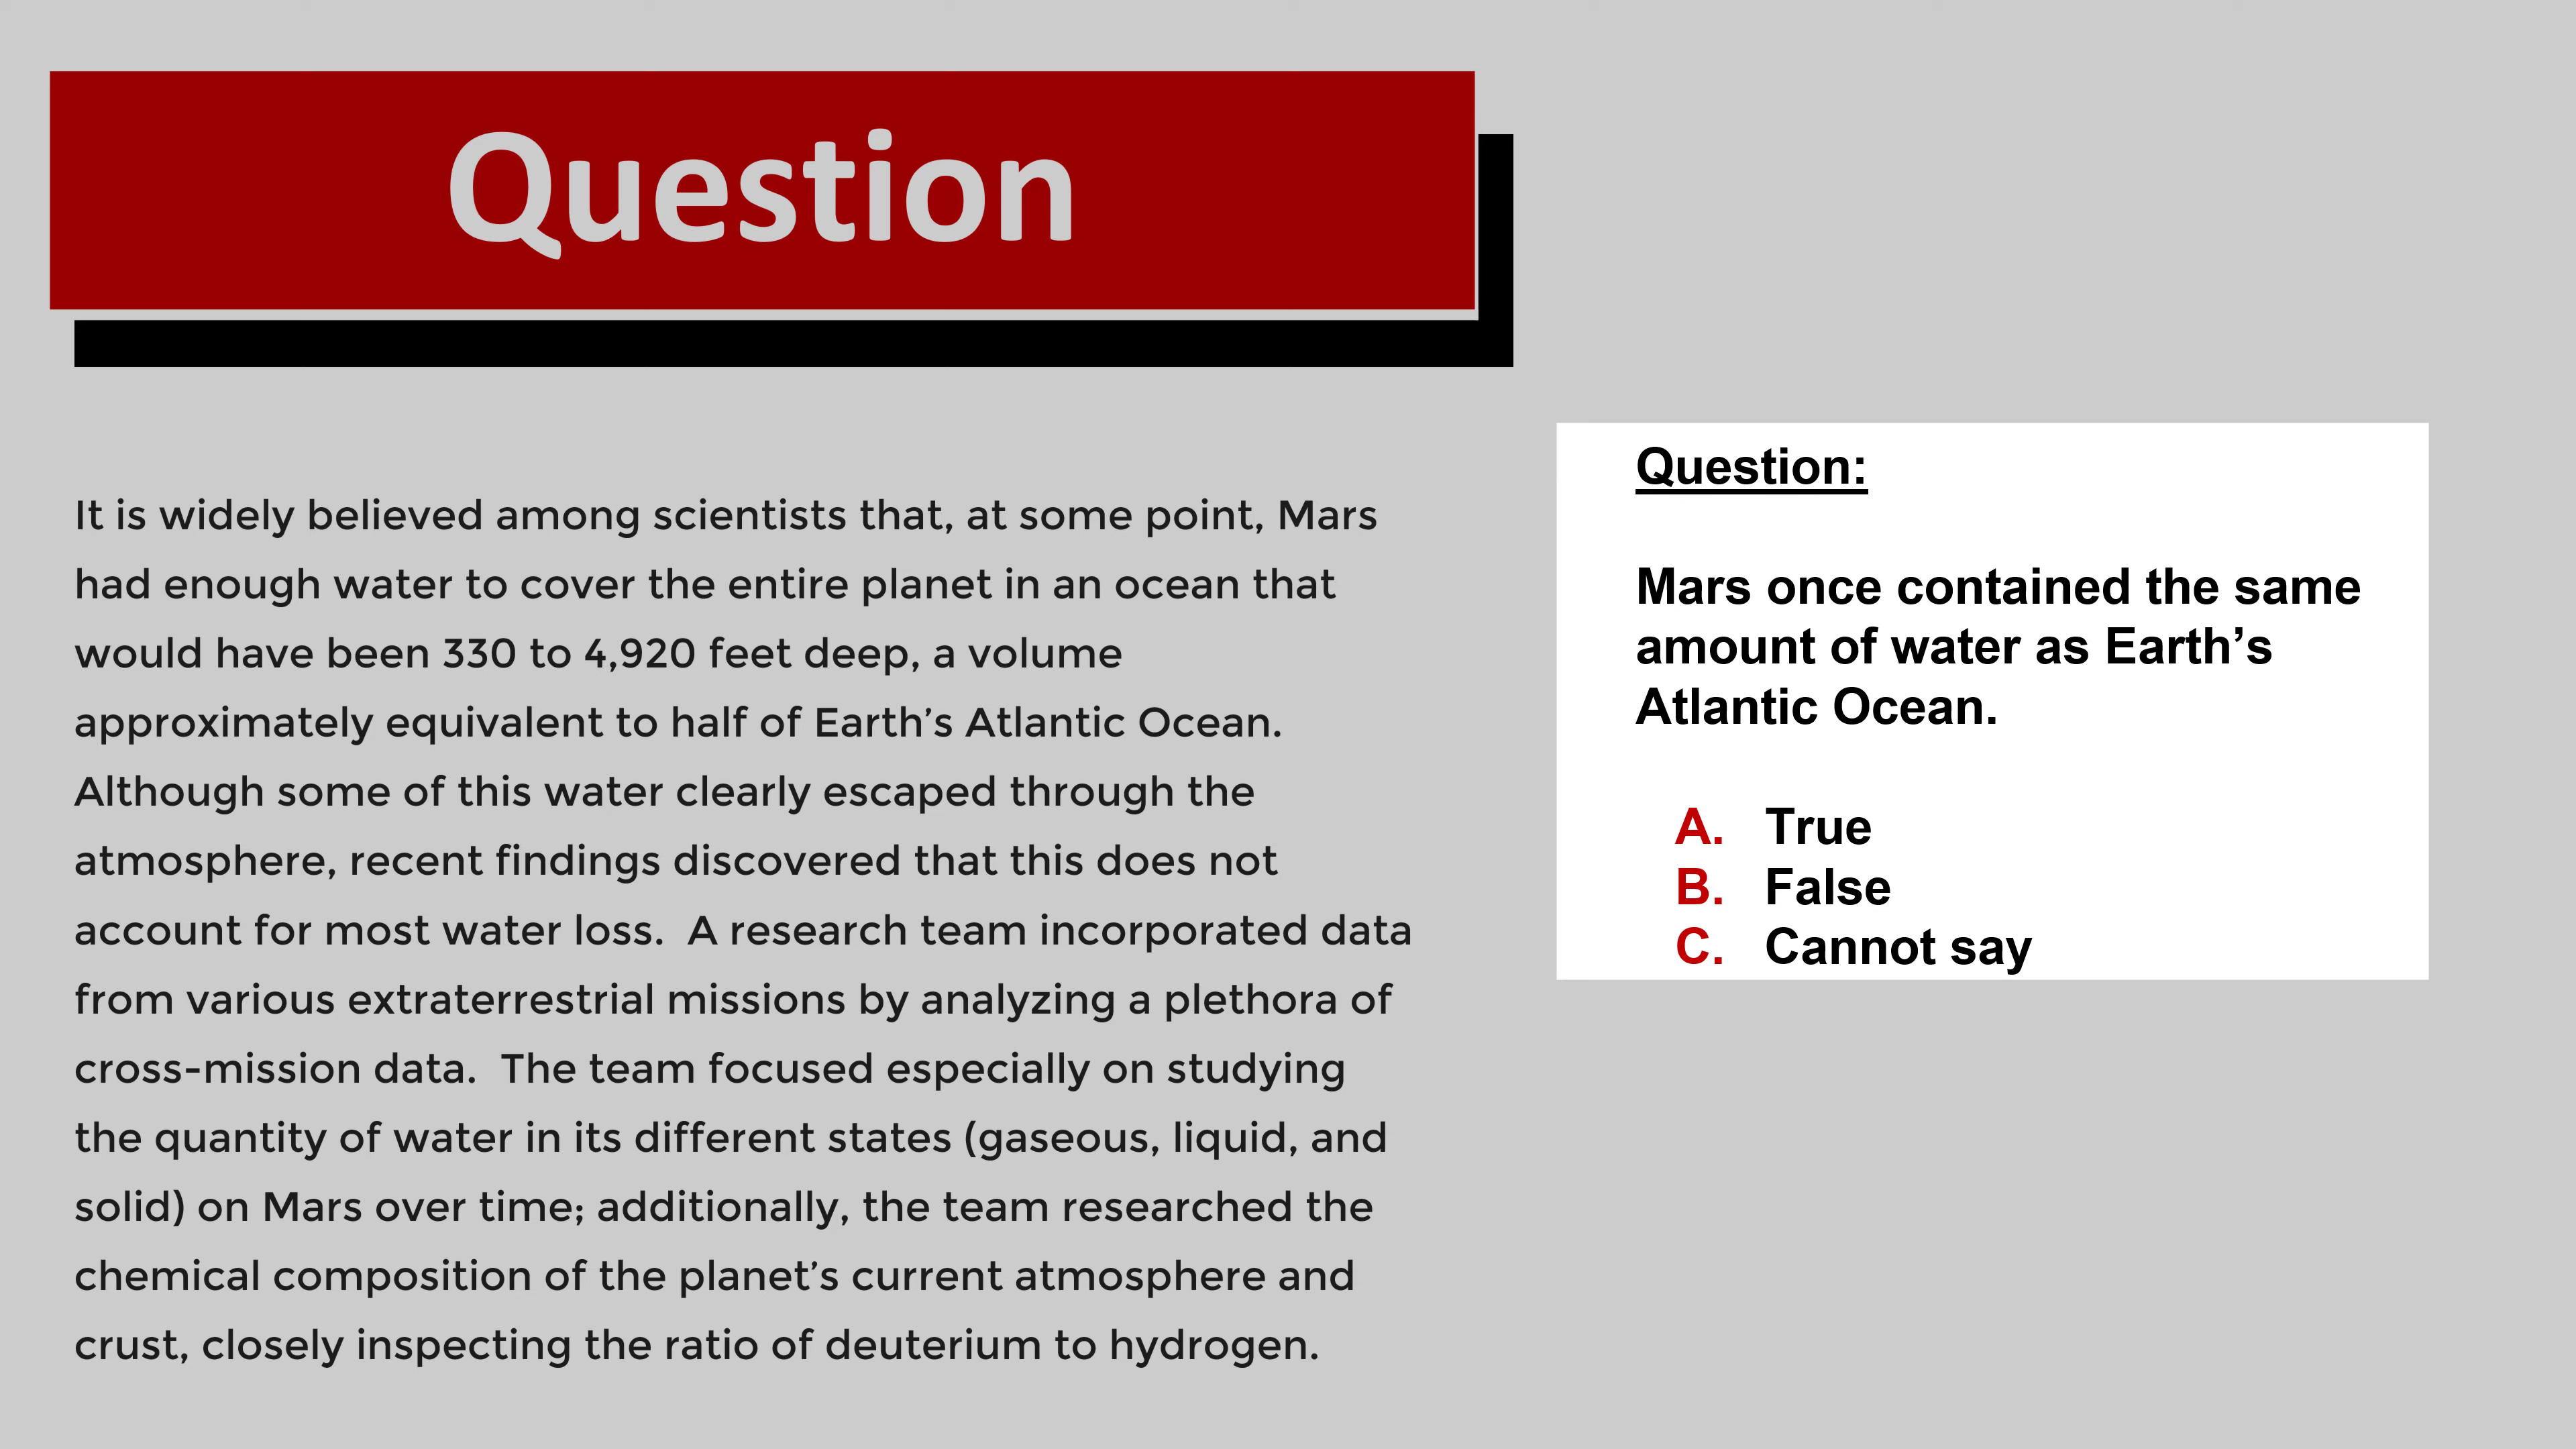 Question
It is widely believed among scientists that, at some point, Mars
had enough water to cover the entire planet in an ocean that
would have been 330 to 4,920 feet deep, a volume
approximately equivalent to half of Earth’s Atlantic Ocean.
Although some of this water clearly escaped through the
atmosphere, recent findings discovered that this does not
account for most water loss.  A research team incorporated data
from various extraterrestrial missions by analyzing a plethora of
cross-mission data.  The team focused especially on studying
the quantity of water in its different states (gaseous, liquid, and
solid) on Mars over time; additionally, the team researched the
chemical composition of the planet’s current atmosphere and
crust, closely inspecting the ratio of deuterium to hydrogen.
Question:
Mars once contained the same
amount of water as Earth’s
Atlantic Ocean.
A. True
B. False
C. Cannot say